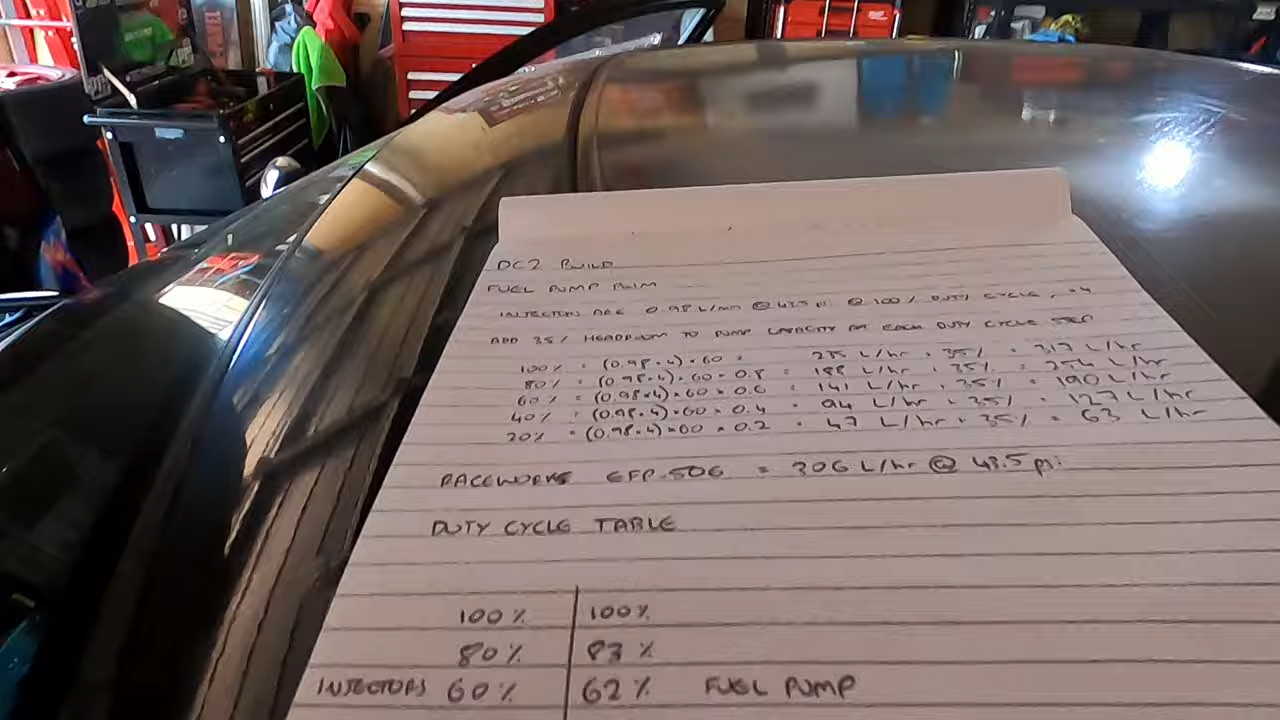 DC2 BUILD
FUEL PUMP PWM
INJECTORS ARE 0.98 L/min @ 43.5 psi @ 100% DUTY CYCLE, ×4
ADD 35% HEADROOM TO PUMP CAPACITY AT EACH DUTY CYCLE STEP
100% = (0.98×4)×60 = 235 L/hr + 35% = 317 L/hr
80% = (0.98×4)×60×0.8 = 188 L/hr + 35% = 254 L/hr
60% = (0.98×4)×60×0.6 = 141 L/hr + 35% = 190 L/hr
40% = (0.98×4)×60×0.4 = 94 L/hr + 35% = 127 L/hr
20% = (0.98×4)×60×0.2 = 47 L/hr + 35% = 63 L/hr
RACEWORKS EFP-506 = 306 L/hr @ 43.5 psi
DUTY CYCLE TABLE
100% 100%
80% 83%
INJECTORS 60% 62% FUEL PUMP